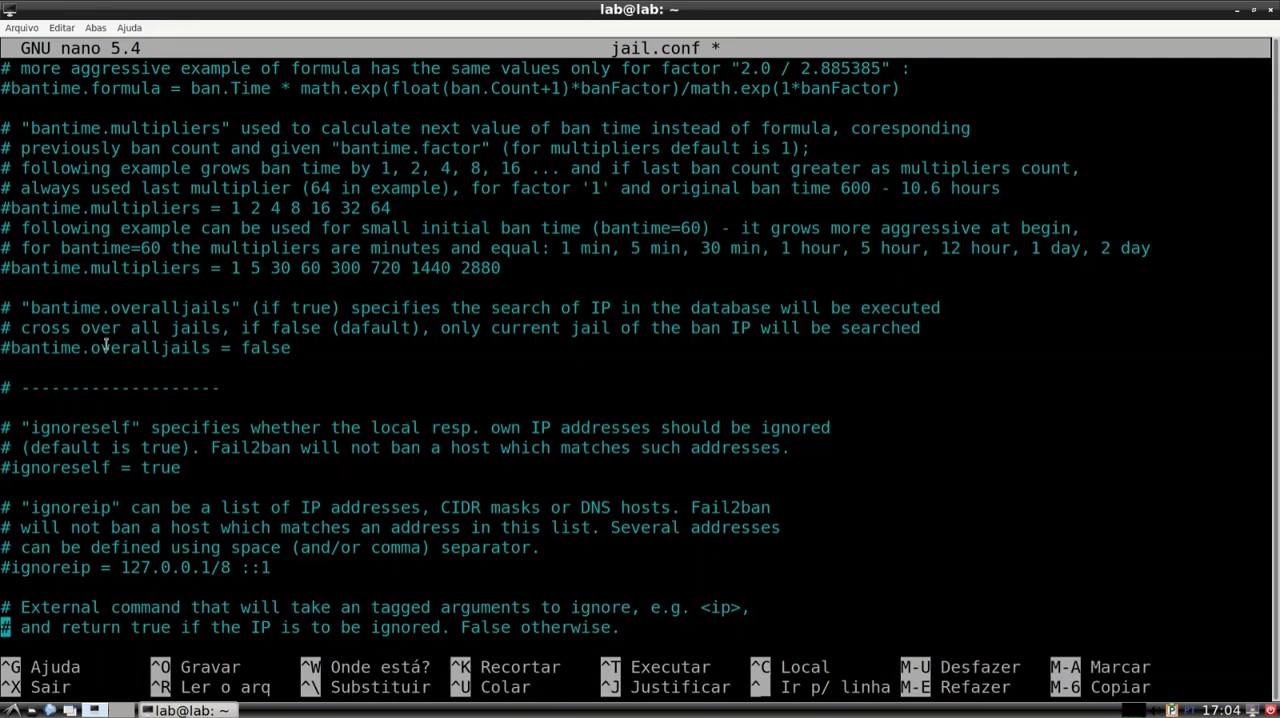 lab@lab: ~
Arquivo Editar Abas Ajuda
GNU nano 5.4 jail.conf *
# more aggressive example of formula has the same values only for factor "2.0 / 2.885385" :
#bantime.formula = ban.Time * math.exp(float(ban.Count+1)*banFactor)/math.exp(1*banFactor)
# "bantime.multipliers" used to calculate next value of ban time instead of formula, coresponding
# previously ban count and given "bantime.factor" (for multipliers default is 1);
# following example grows ban time by 1, 2, 4, 8, 16 ... and if last ban count greater as multipliers count,
# always used last multiplier (64 in example), for factor '1' and original ban time 600 - 10.6 hours
#bantime.multipliers = 1 2 4 8 16 32 64
# following example can be used for small initial ban time (bantime=60) - it grows more aggressive at begin,
# for bantime=60 the multipliers are minutes and equal: 1 min, 5 min, 30 min, 1 hour, 5 hour, 12 hour, 1 day, 2 day
#bantime.multipliers = 1 5 30 60 300 720 1440 2880
# "bantime.overalljails" (if true) specifies the search of IP in the database will be executed
# cross over all jails, if false (dafault), only current jail of the ban IP will be searched
#bantime.overalljails = false
# --------------------
# "ignoreself" specifies whether the local resp. own IP addresses should be ignored
# (default is true). Fail2ban will not ban a host which matches such addresses.
#ignoreself = true
# "ignoreip" can be a list of IP addresses, CIDR masks or DNS hosts. Fail2ban
# will not ban a host which matches an address in this list. Several addresses
# can be defined using space (and/or comma) separator.
#ignoreip = 127.0.0.1/8 ::1
# External command that will take an tagged arguments to ignore, e.g. <ip>,
# and return true if the IP is to be ignored. False otherwise.
^G Ajuda ^O Gravar ^W Onde está? ^K Recortar ^T Executar ^C Local M-U Desfazer M-A Marcar
^X Sair ^R Ler o arq ^\ Substituir ^U Colar ^J Justificar ^_ Ir p/ linha M-E Refazer M-6 Copiar
lab@lab: ~ 17:04